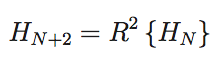 H_{N+2} = R^2 {H_N}